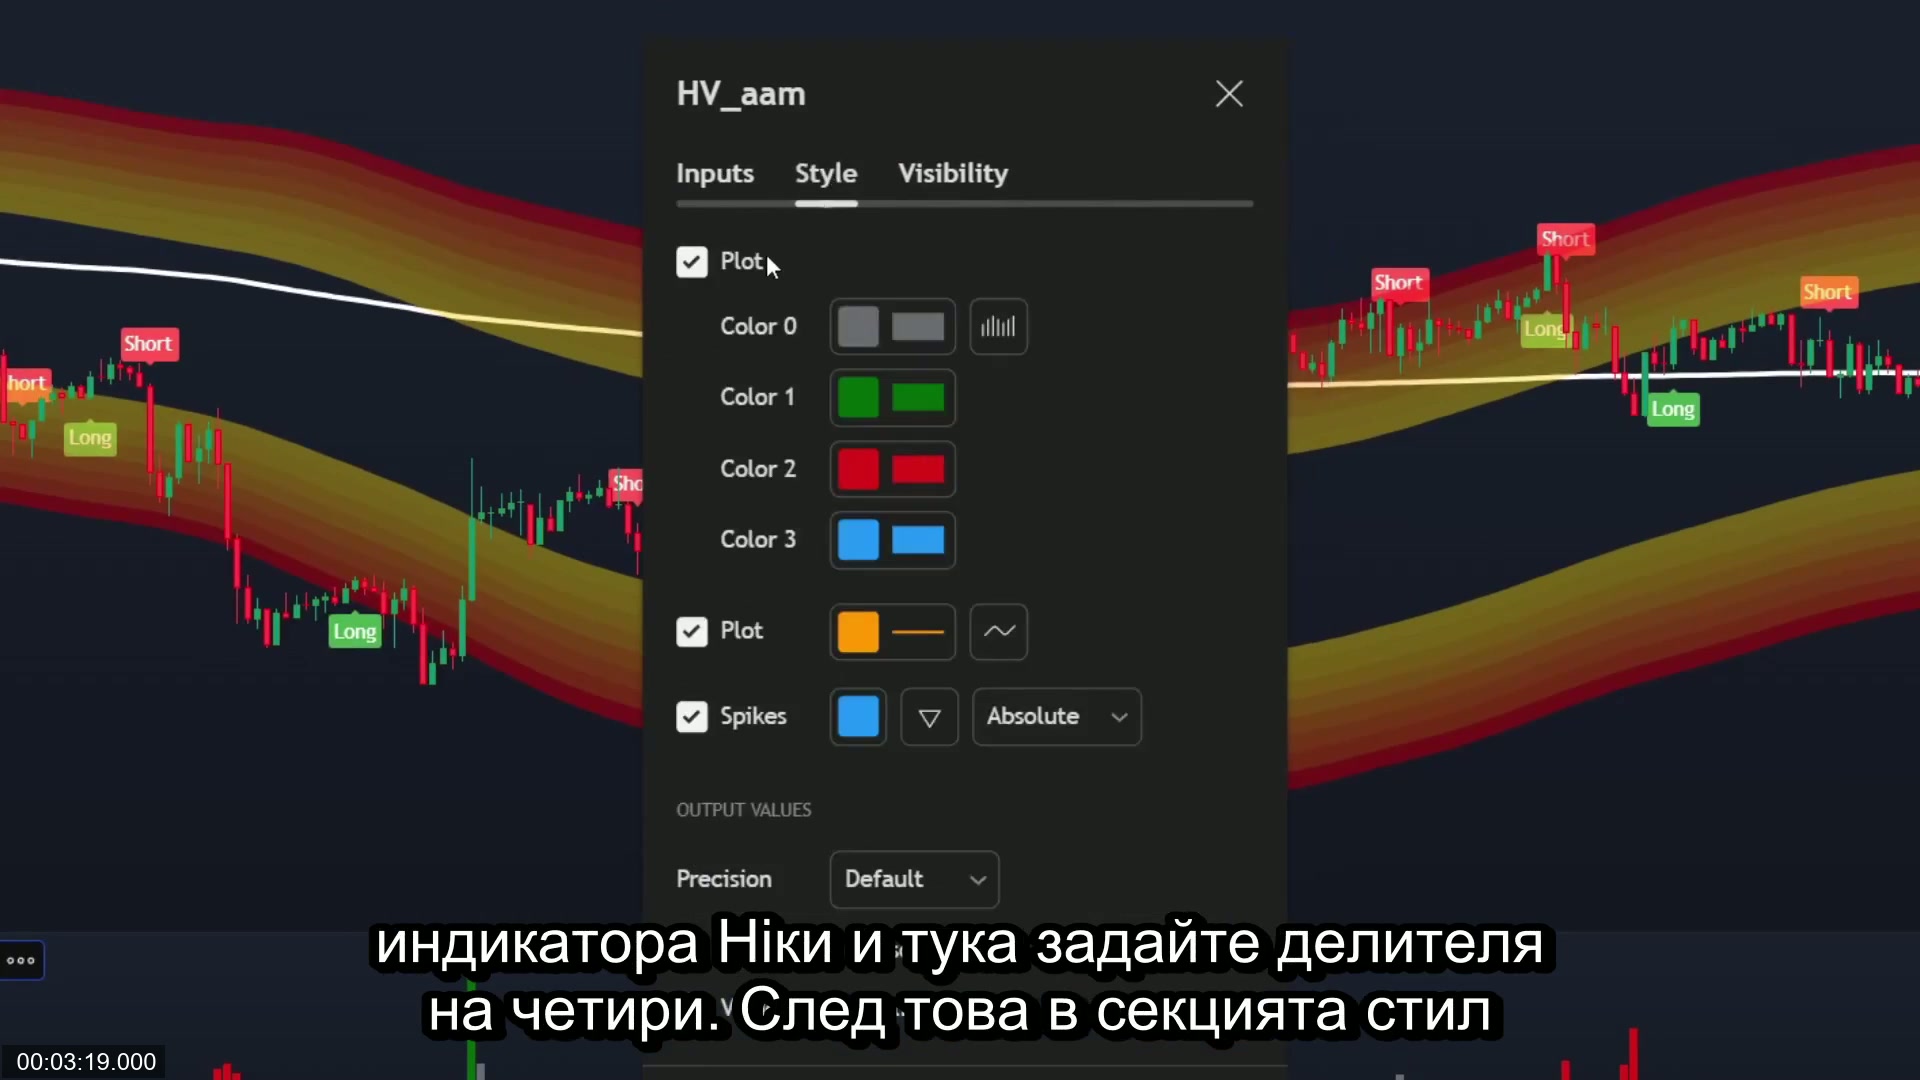 HV_aam
Inputs Style Visibility
Plot
Color 0
Color 1
Color 2
Color 3
Plot
Spikes Absolute
OUTPUT VALUES
Precision Default
Short
Long
Long
Short
Short
Long
Short
Long
индикатора Hiки и тука задайте делителя
на четири. След това в секцията стил
00:03:19.000